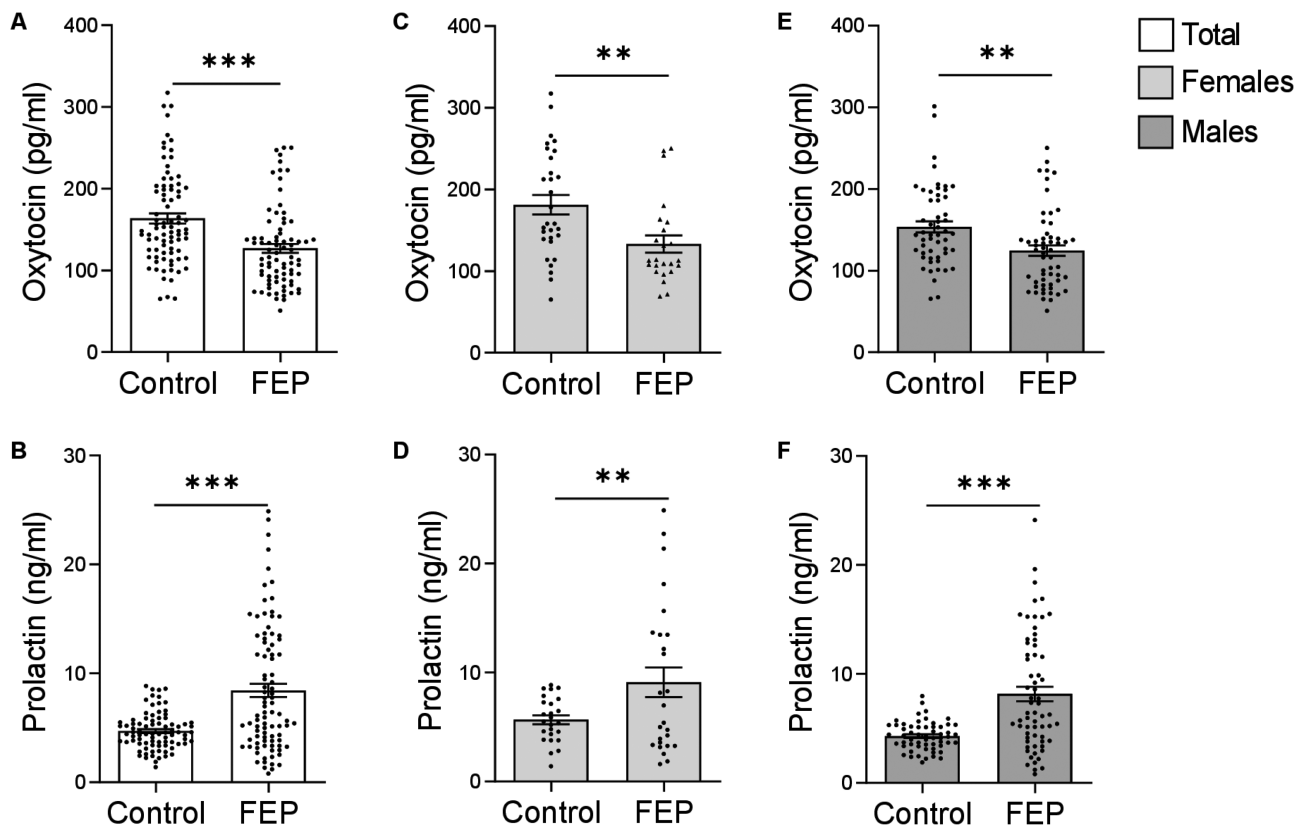 A
Oxytocin (pg/ml)
400
300
200
100
0
***
Control FEP
C
Oxytocin (pg/ml)
400
300
200
100
0
**
Control FEP
E
Oxytocin (pg/ml)
400
300
200
100
0
**
Control FEP
Total
Females
Males
B
Prolactin (ng/ml)
30
20
10
0
***
Control FEP
D
Prolactin (ng/ml)
30
20
10
0
**
Control FEP
F
Prolactin (ng/ml)
30
20
10
0
***
Control FEP